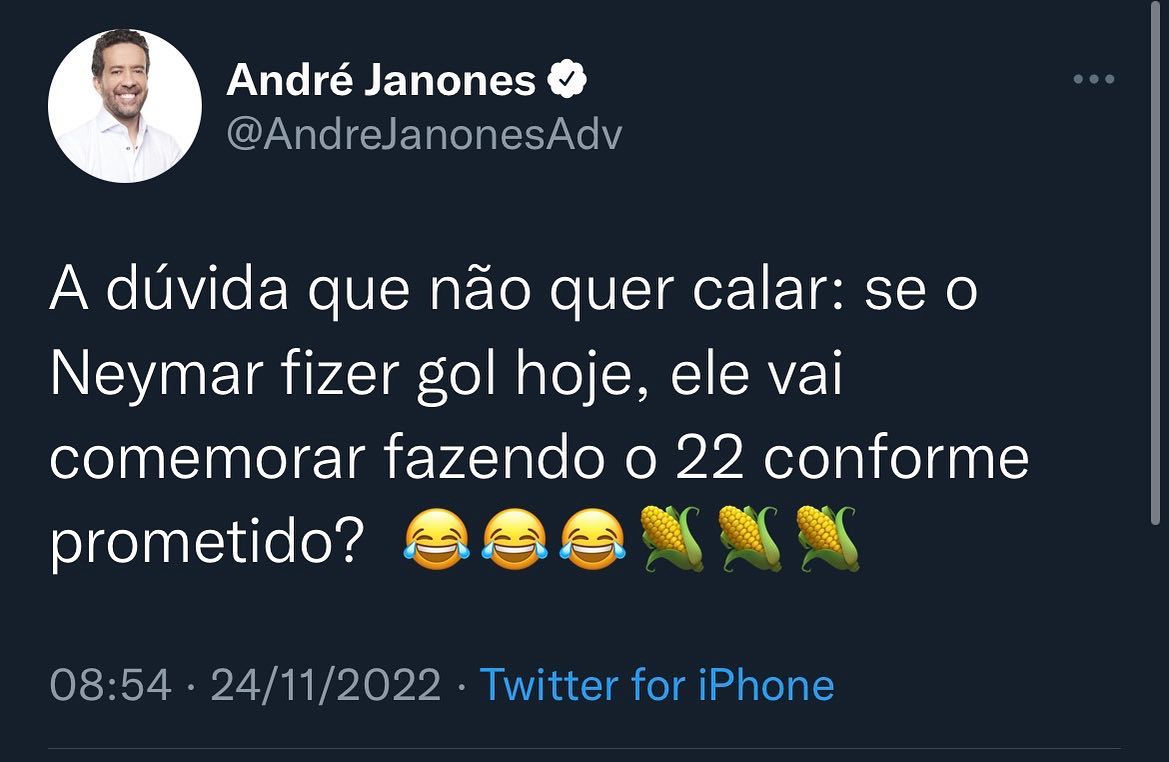 André Janones
@AndreJanonesAdv
A dúvida que não quer calar: se o
Neymar fizer gol hoje, ele vai
comemorar fazendo o 22 conforme
prometido? 😂😂😂🌽🌽🌽
08:54 · 24/11/2022 · Twitter for iPhone